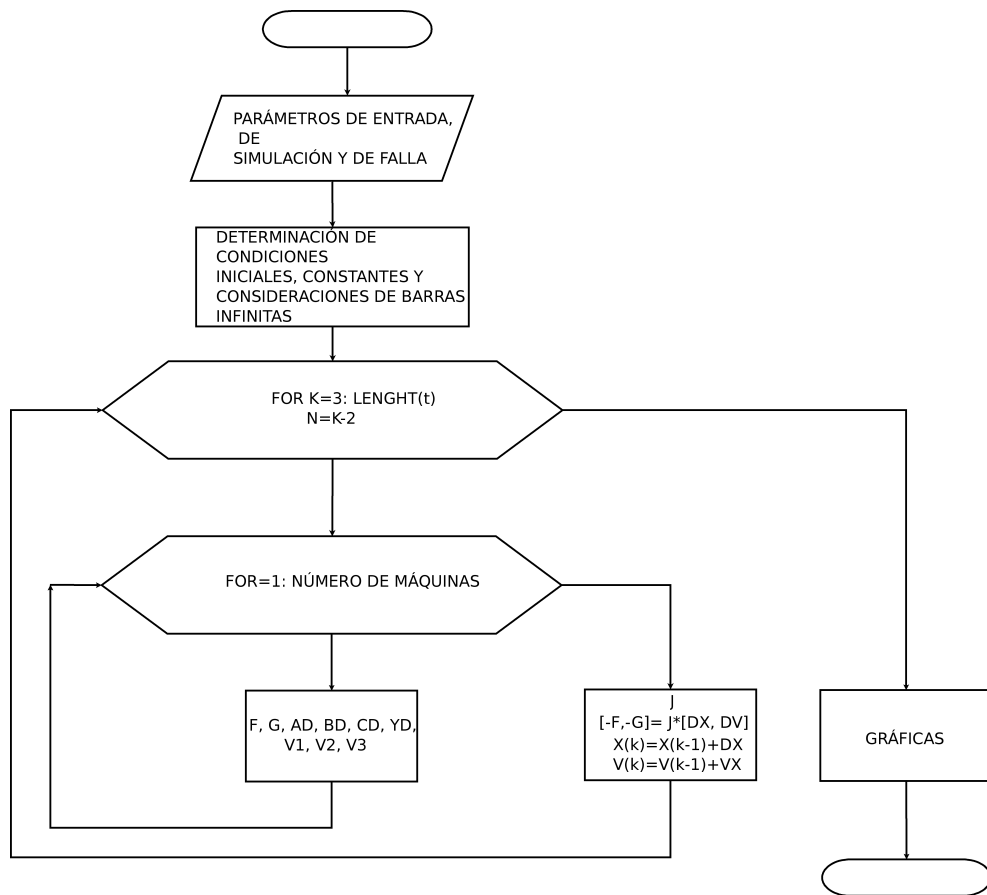 PARÁMETROS DE ENTRADA,
DE
SIMULACIÓN Y DE FALLA
DETERMINACIÓN DE
CONDICIONES
INICIALES, CONSTANTES Y
CONSIDERACIONES DE BARRAS
INFINITAS
FOR K=3: LENGHT(t)
N=K-2
FOR=1: NÚMERO DE MÁQUINAS
F, G, AD, BD, CD, YD,
V1, V2, V3
J
[-F,-G]= J*[DX, DV]
X(k)=X(k-1)+DX
V(k)=V(k-1)+VX
GRÁFICAS